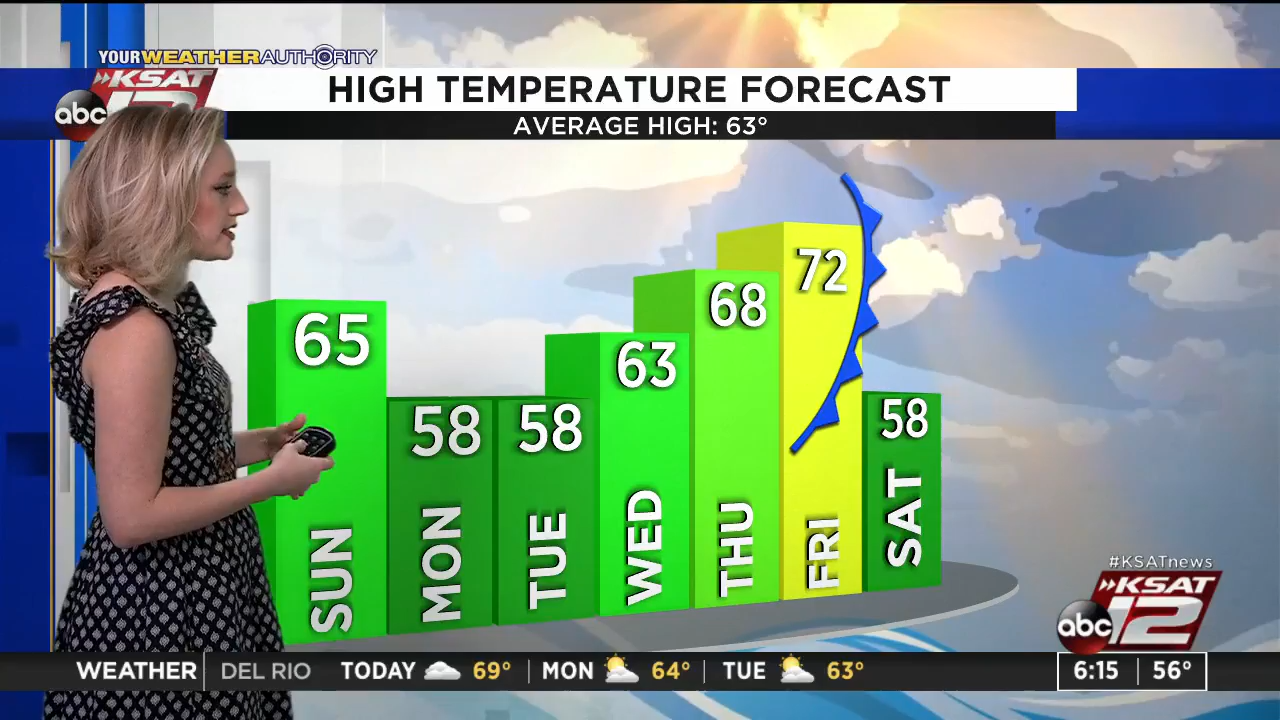 YOURWEATHERAUTHORITY
KSAT
12
abc
HIGH TEMPERATURE FORECAST
AVERAGE HIGH: 63°
65
58
58
63
68
72
58
SUN
MON
TUE
WED
THU
FRI
SAT
#KSATnews
KSAT
abc 12
WEATHER DEL RIO TODAY 69° MON 64° TUE 63° 6:15 56°